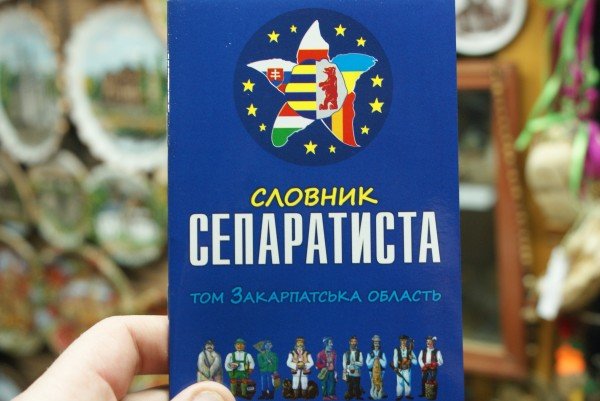 СЛОВНИК
СЕПАРАТИСТА
ТОМ ЗАКАРПАТСЬКА ОБЛАСТЬ